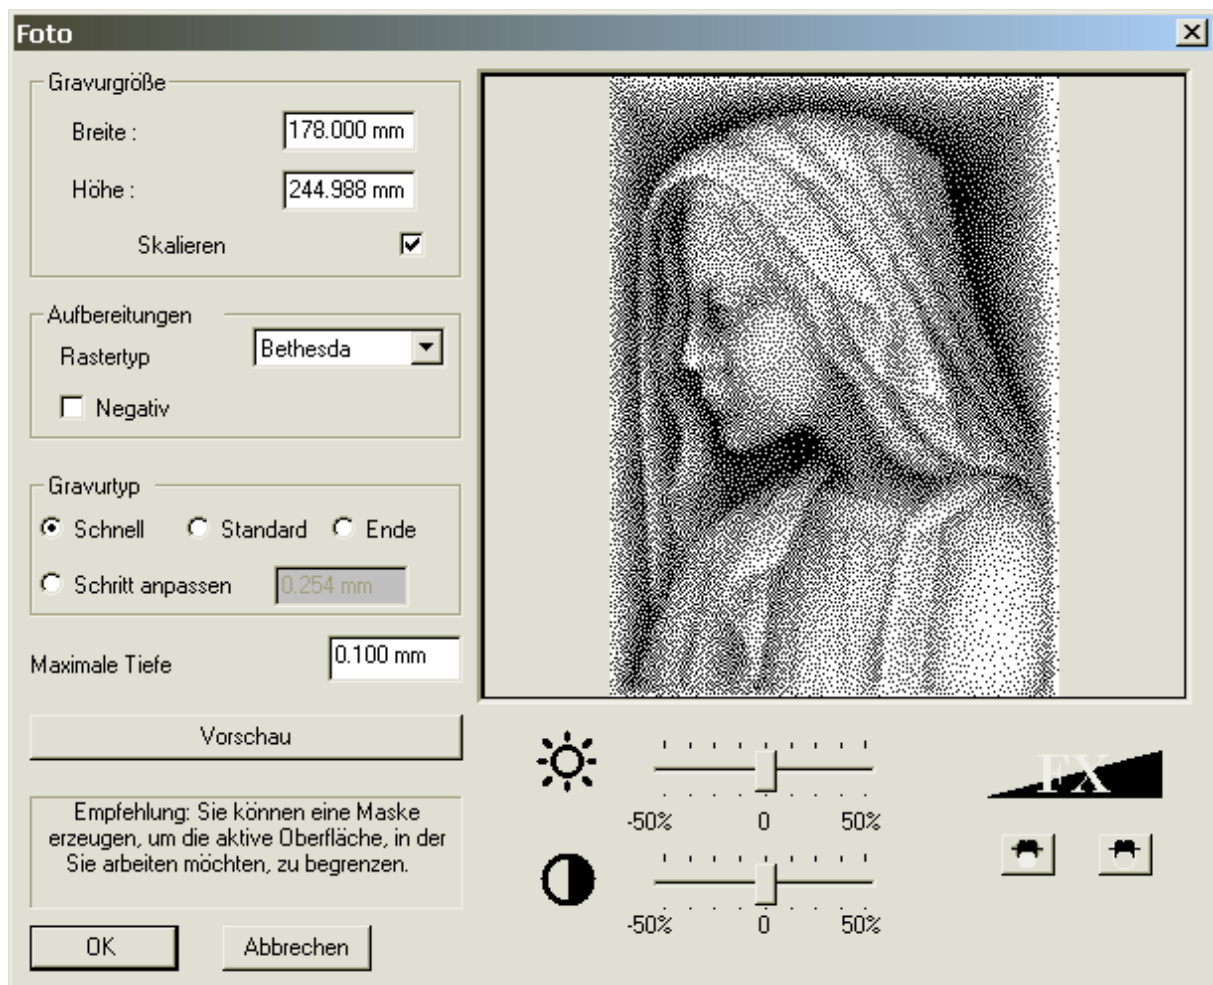 Foto
Gravurgröße
Breite :
178.000 mm
Höhe :
244.988 mm
Skalieren
Aufbereitungen
Rastertyp
Bethesda
Negativ
Gravurtyp
Schnell
Standard
Ende
Schritt anpassen
0.254 mm
Maximale Tiefe
0.100 mm
Vorschau
Empfehlung: Sie können eine Maske
erzeugen, um die aktive Oberfläche, in der
Sie arbeiten möchten, zu begrenzen.
OK
Abbrechen
-50%
0
50%
-50%
0
50%
FX